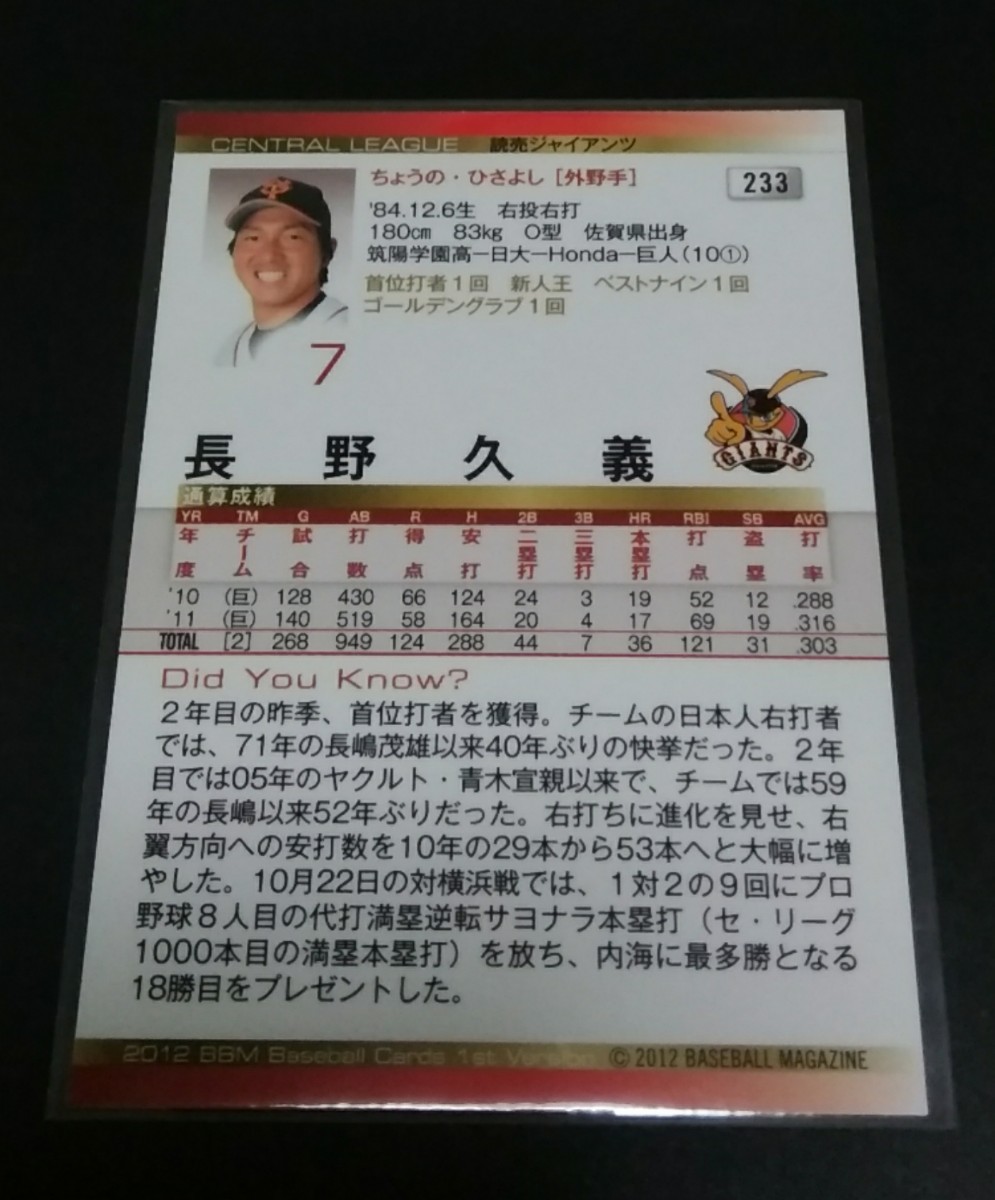 CENTRAL LEAGUE 読売ジャイアンツ
ちょうの・ひさよし［外野手］ 233
'84.12.6生 右投右打
180cm 83kg O型 佐賀県出身
筑陽学園高ー日大ーHondaー巨人(10①)
首位打者1回 新人王 ベストナイン1回
ゴールデングラブ1回
7
GIANTS
長野久義
通算成績
YR TM G AB R H 2B 3B HR RBI SB AVG
年度 チーム 試合 打数 得点 安打 二塁打 三塁打 本塁打 打点 盗塁 打率
'10 (巨) 128 430 66 124 24 3 19 52 12 .288
'11 (巨) 140 519 58 164 20 4 17 69 19 .316
TOTAL [2] 268 949 124 288 44 7 36 121 31 .303
Did You Know?
2年目の昨季、首位打者を獲得。チームの日本人右打者
では、71年の長嶋茂雄以来40年ぶりの快挙だった。2年
目では05年のヤクルト・青木宣親以来で、チームでは59
年の長嶋以来52年ぶりだった。右打ちに進化を見せ、右
翼方向への安打数を10年の29本から53本へと大幅に増
やした。10月22日の対横浜戦では、1対2の9回にプロ
野球8人目の代打満塁逆転サヨナラ本塁打（セ・リーグ
1000本目の満塁本塁打）を放ち、内海に最多勝となる
18勝目をプレゼントした。
2012 BBM Baseball Cards 1st Version © 2012 BASEBALL MAGAZINE